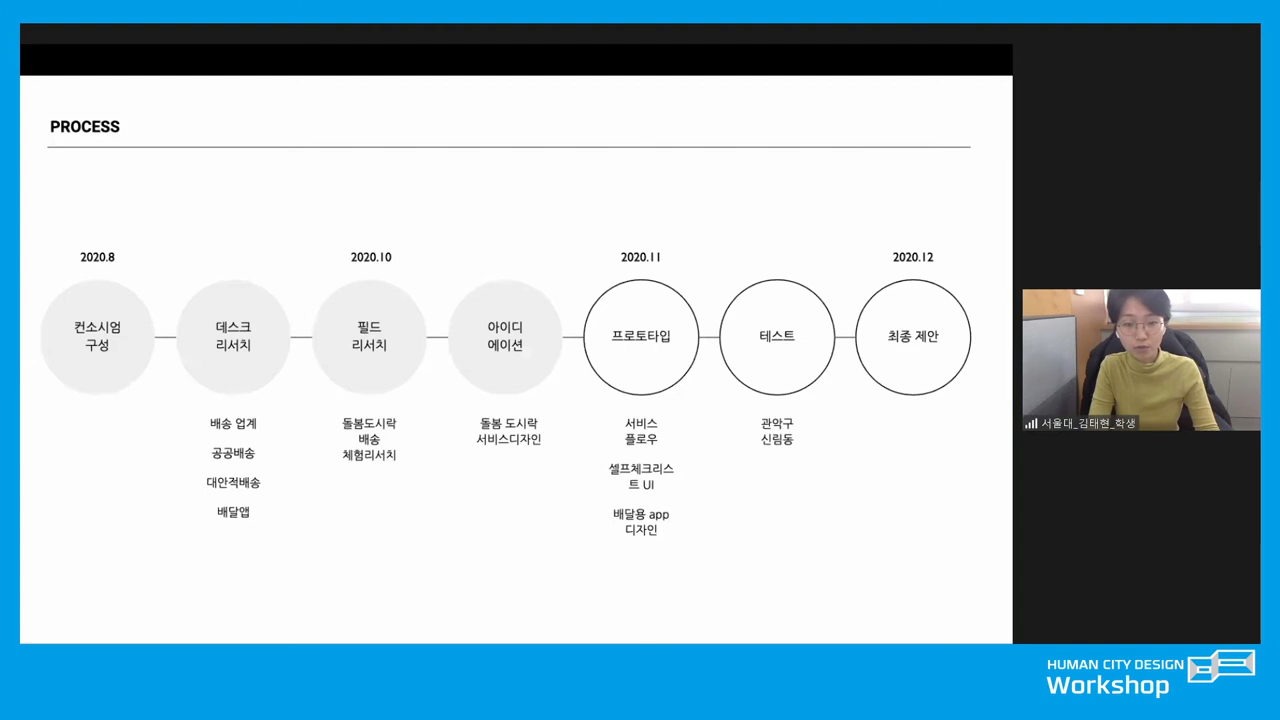 PROCESS
2020.8
2020.10
2020.11
2020.12
컨소시엄
구성
데스크
리서치
필드
리서치
아이디
에이션
프로토타입
테스트
최종 제안
배송 업계
공공배송
대안적배송
배달앱
돌봄도시락
배송
체험리서치
돌봄 도시락
서비스디자인
서비스
플로우
셀프체크리스
트 UI
배달용 app
디자인
관악구
신림동
서울대_김태현_학생
HUMAN CITY DESIGN
Workshop